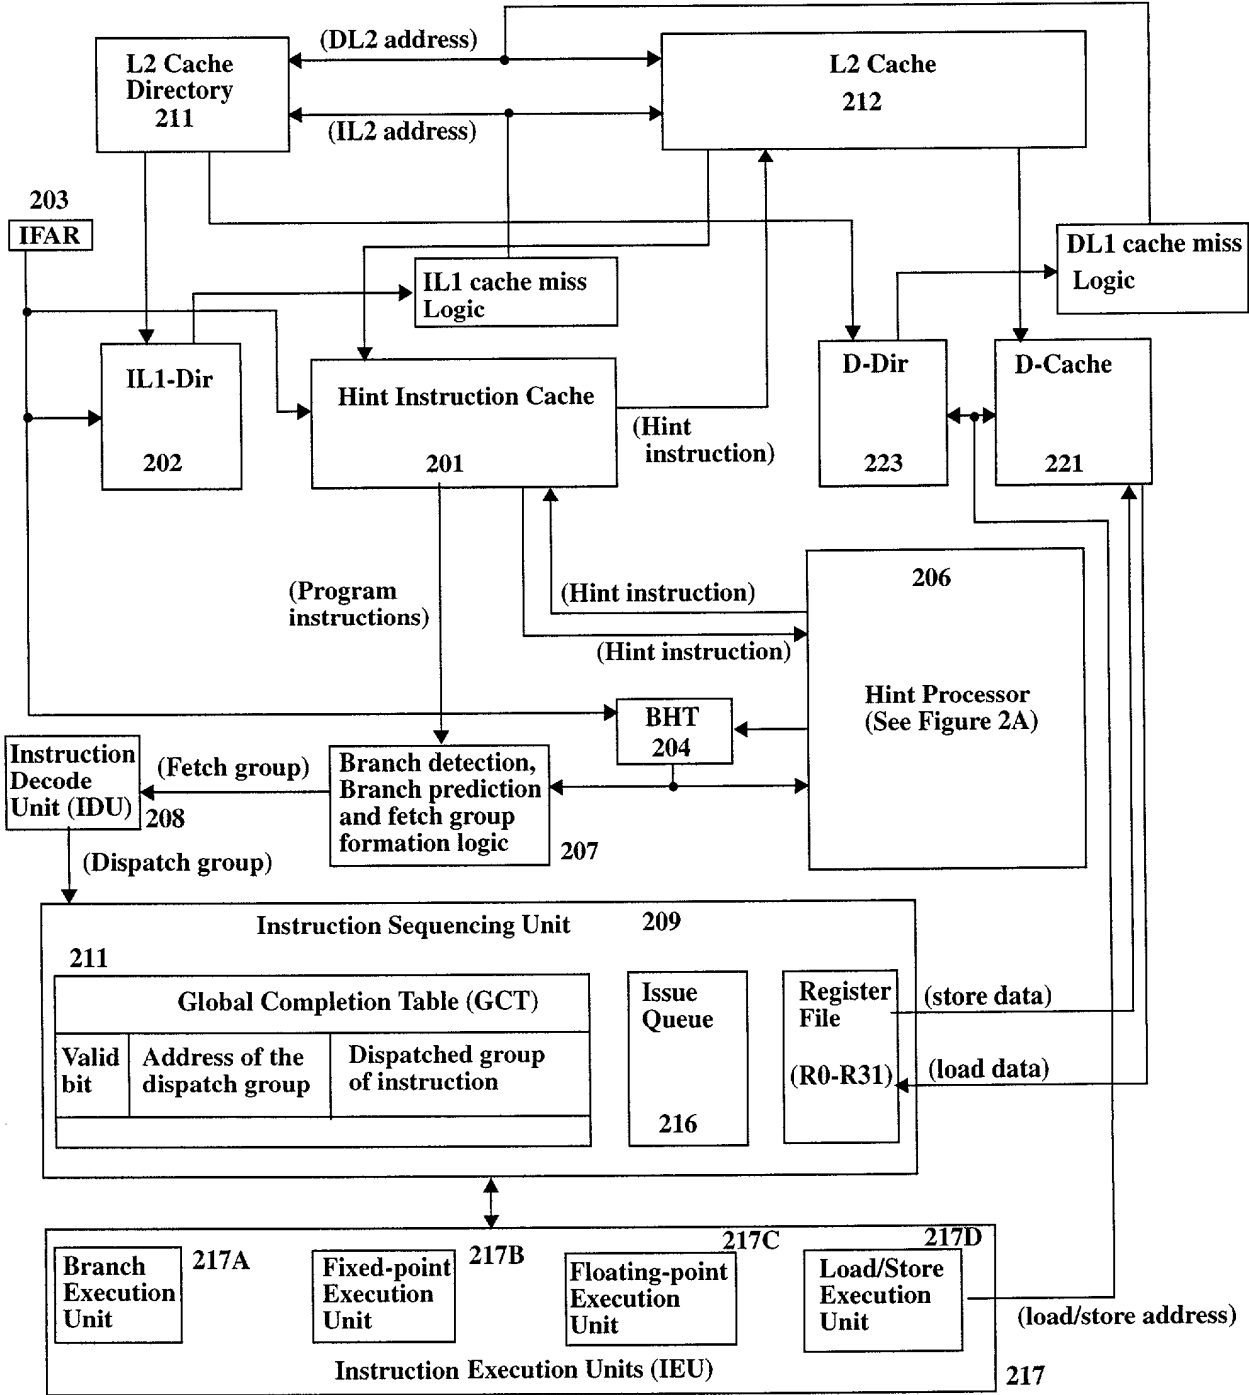 (DL2 address)
L2 Cache
Directory
211
L2 Cache
212
(IL2 address)
203
IFAR
IL1 cache miss
Logic
DL1 cache miss
Logic
IL1-Dir
202
Hint Instruction Cache
201
(Hint
instruction)
D-Dir
223
D-Cache
221
(Program
instructions)
(Hint instruction)
(Hint instruction)
206
Hint Processor
(See Figure 2A)
BHT
204
Instruction
Decode
Unit (IDU)
208
(Fetch group)
Branch detection,
Branch prediction
and fetch group
formation logic
207
(Dispatch group)
Instruction Sequencing Unit
209
211
Global Completion Table (GCT)
Valid
bit
Address of the
dispatch group
Dispatched group
of instruction
Issue
Queue
216
Register
File
(R0-R31)
(store data)
(load data)
Branch
Execution
Unit
217A
Fixed-point
Execution
Unit
217B
Floating-point
Execution
Unit
217C
Load/Store
Execution
Unit
217D
(load/store address)
Instruction Execution Units (IEU)
217